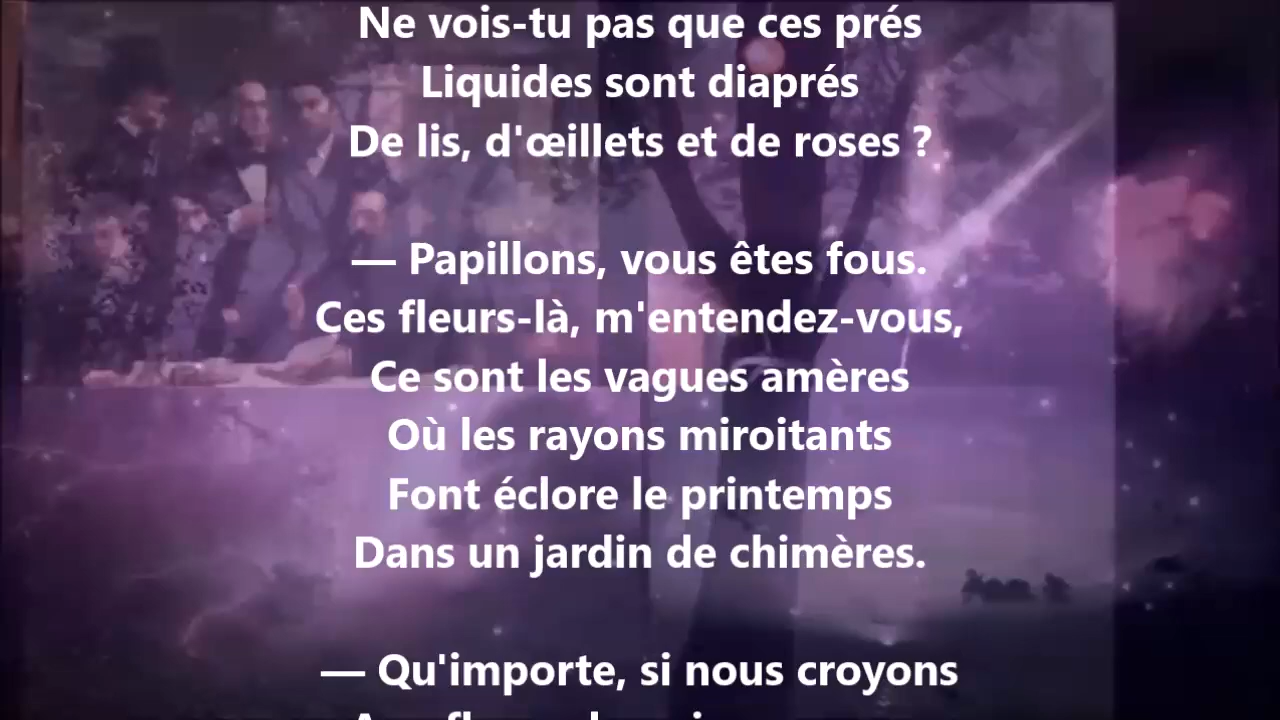 Ne vois-tu pas que ces prés
Liquides sont diaprés
De lis, d'œillets et de roses ?
— Papillons, vous êtes fous.
Ces fleurs-là, m'entendez-vous,
Ce sont les vagues amères
Où les rayons miroitants
Font éclore le printemps
Dans un jardin de chimères.
— Qu'importe, si nous croyons